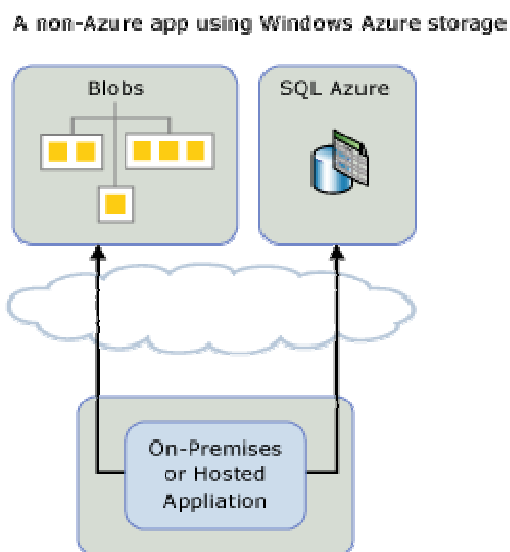 A non-Azure app using Windows Azure storage
Blobs
SQL Azure
On-Premises
or Hosted
Appliation